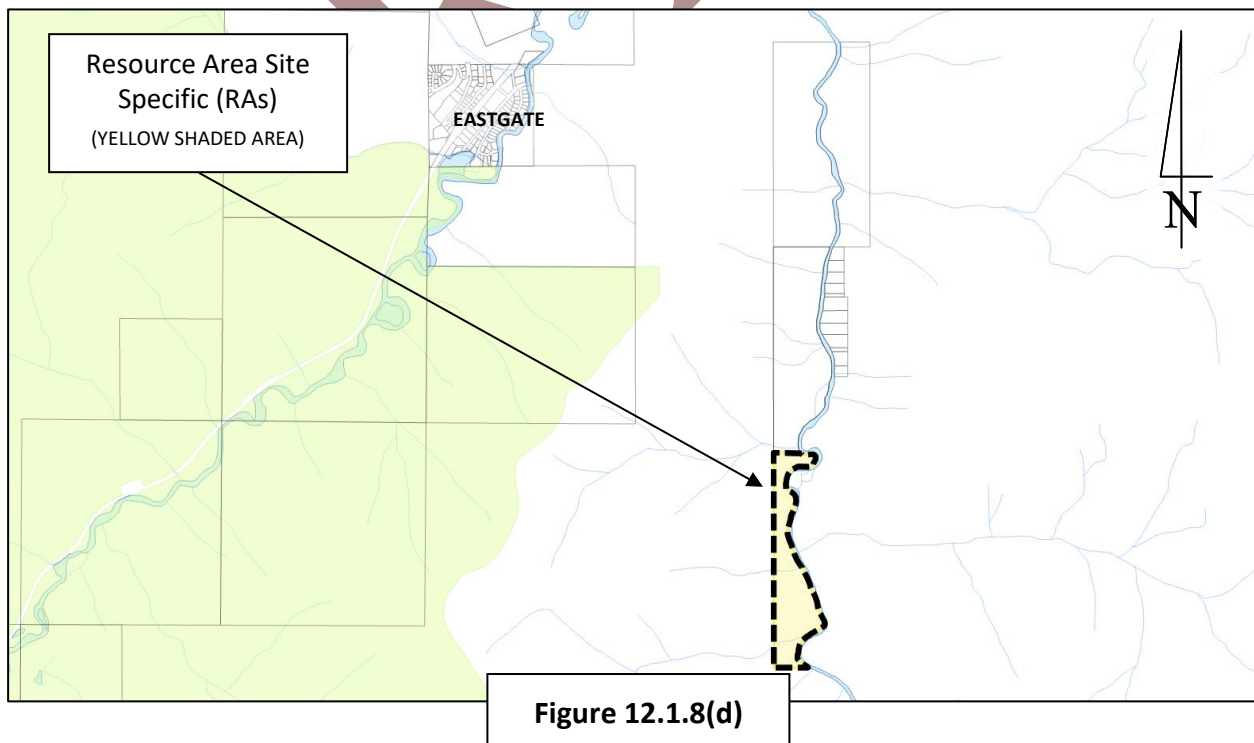 Resource Area Site
Specific (RAs)
(YELLOW SHADED AREA)
EASTGATE
N
Figure 12.1.8(d)